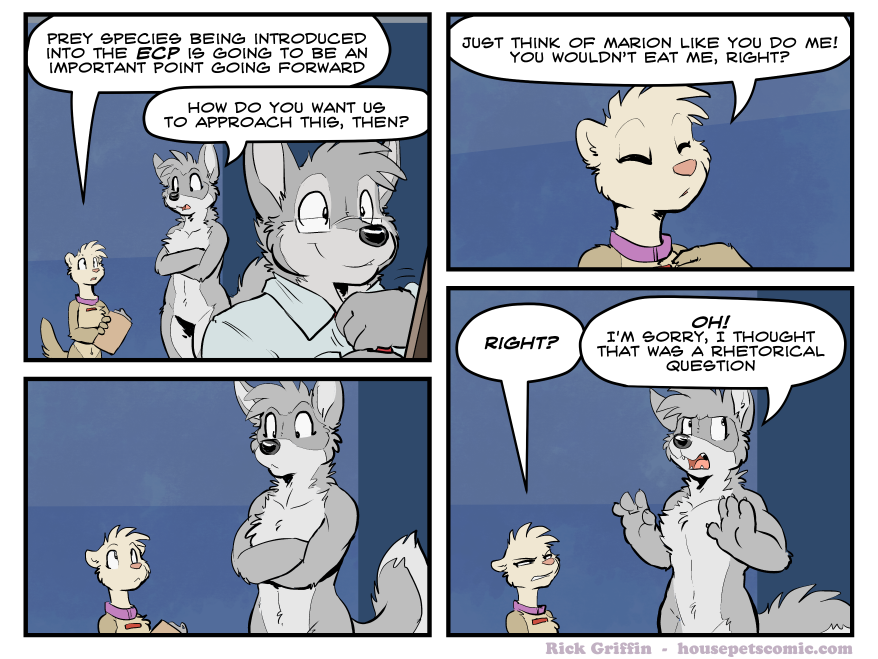 PREY SPECIES BEING INTRODUCED
INTO THE ECP IS GOING TO BE AN
IMPORTANT POINT GOING FORWARD
HOW DO YOU WANT US
TO APPROACH THIS, THEN?
JUST THINK OF MARION LIKE YOU DO ME!
YOU WOULDN'T EAT ME, RIGHT?
RIGHT?
OH!
I'M SORRY, I THOUGHT
THAT WAS A RHETORICAL
QUESTION
Rick Griffin - housepetscomic.com